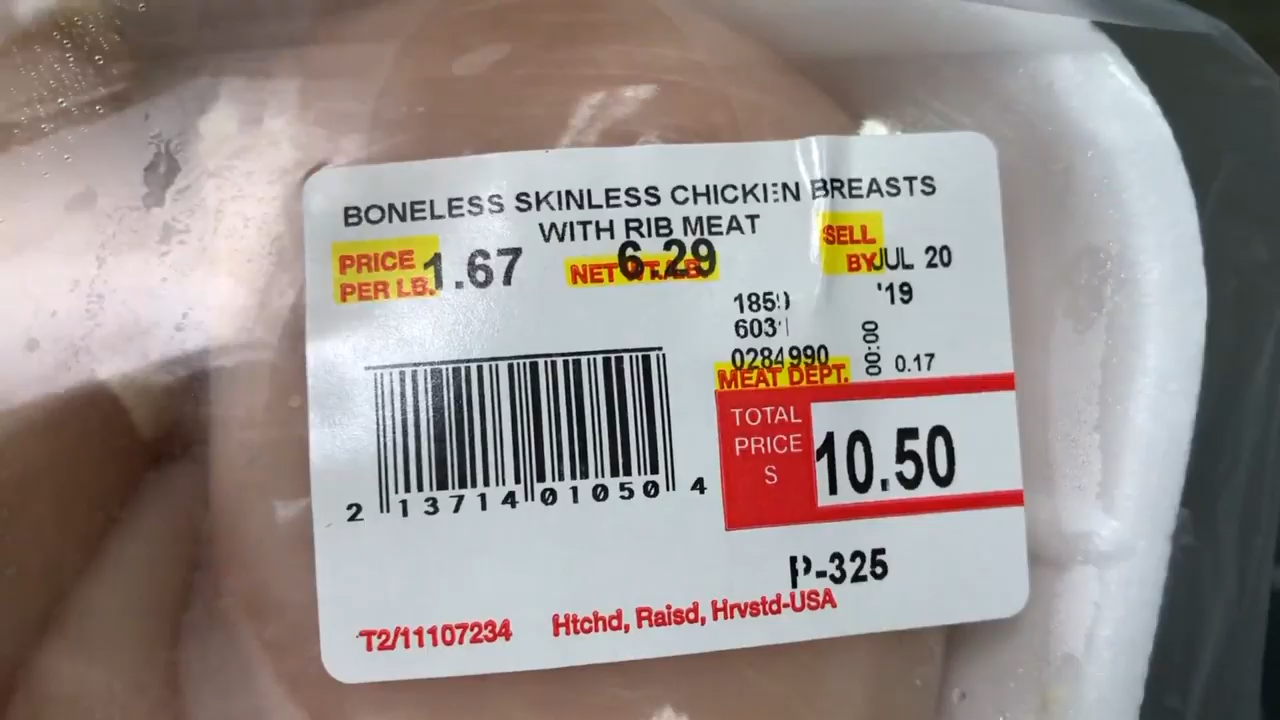 BONELESS SKINLESS CHICKEN BREASTS
WITH RIB MEAT
PRICE PER LB. 1.67
NET WT./LB. 6.29
SELL BY JUL 20 '19
0284990
MEAT DEPT.
00:00
0.17
TOTAL PRICE S 10.50
2 13714 01050 4
P-325
T2/11107234 Htchd, Raisd, Hrvstd-USA